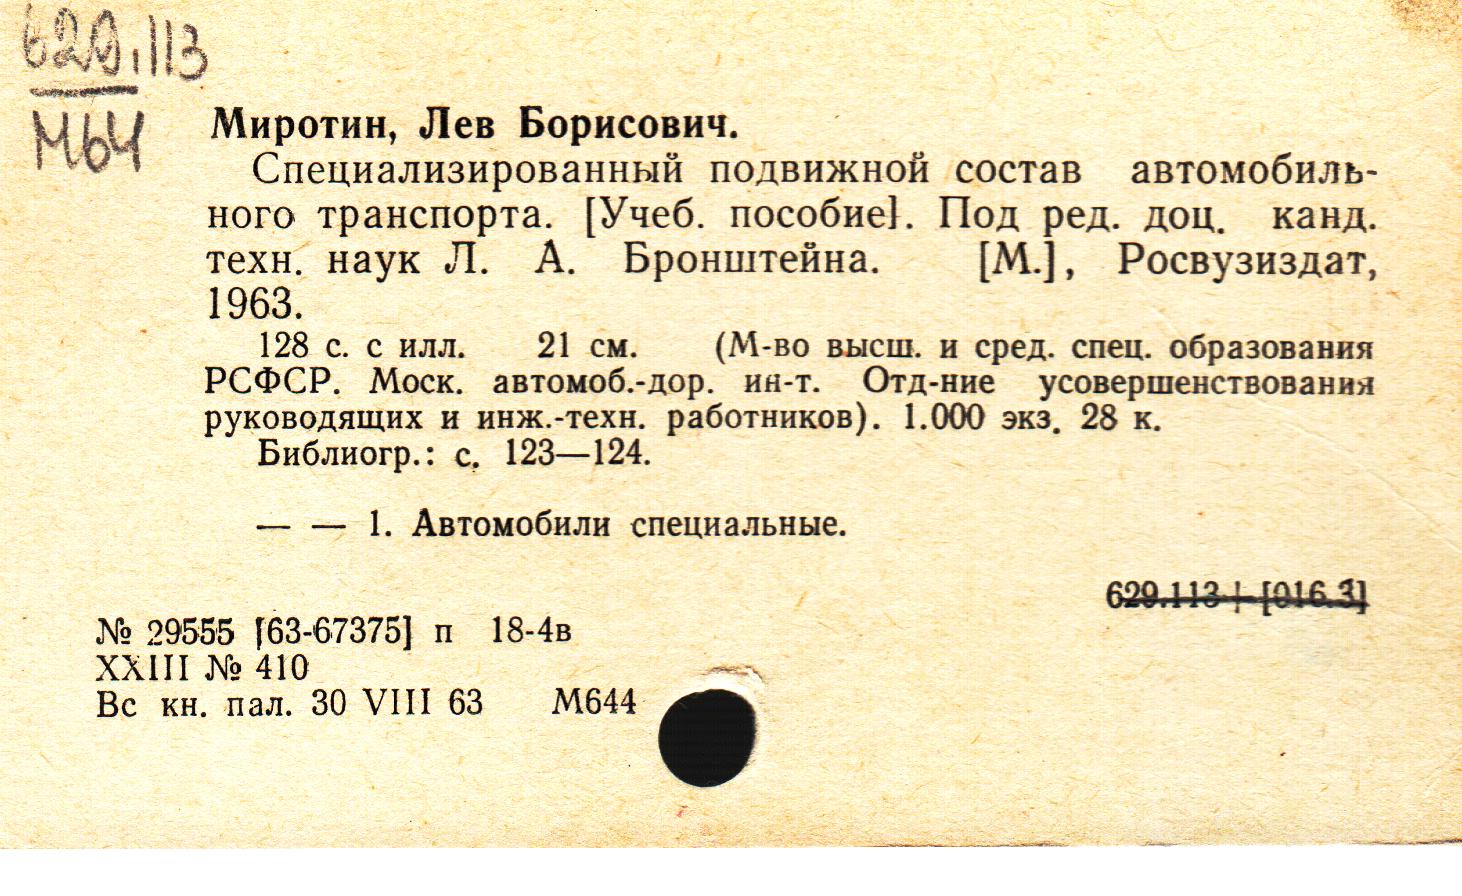 629.113
М64
Миротин, Лев Борисович.
Специализированный подвижной состав автомобиль-
ного транспорта. [Учеб. пособие]. Под ред. доц. канд.
техн. наук Л. А. Бронштейна. [М.], Росвузиздат,
1963.
128 с. с илл. 21 см. (М-во высш. и сред. спец. образования
РСФСР. Моск. автомоб.-дор. ин-т. Отд-ние усовершенствования
руководящих и инж.-техн. работников). 1.000 экз. 28 к.
Библиогр.: с. 123—124.
— — 1. Автомобили специальные.
629.113+[016.3]
№ 29555 [63-67375] п 18-4в
XXIII № 410
Вс кн. пал. 30 VIII 63 М644